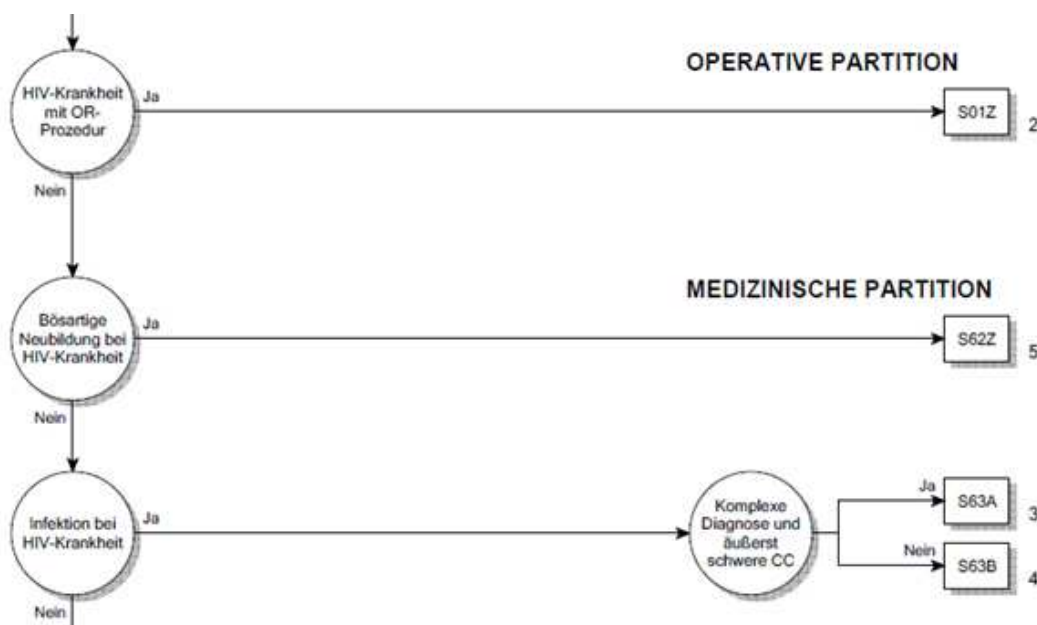 OPERATIVE PARTITION
HIV-Krankheit
mit OR-
Prozedur
Ja
S01Z
2
Nein
MEDIZINISCHE PARTITION
Bösartige
Neubildung bei
HIV-Krankheit
Ja
S62Z
5
Nein
Infektion bei
HIV-Krankheit
Ja
Komplexe
Diagnose und
äußerst
schwere CC
Ja
S63A
3
Nein
S63B
4
Nein